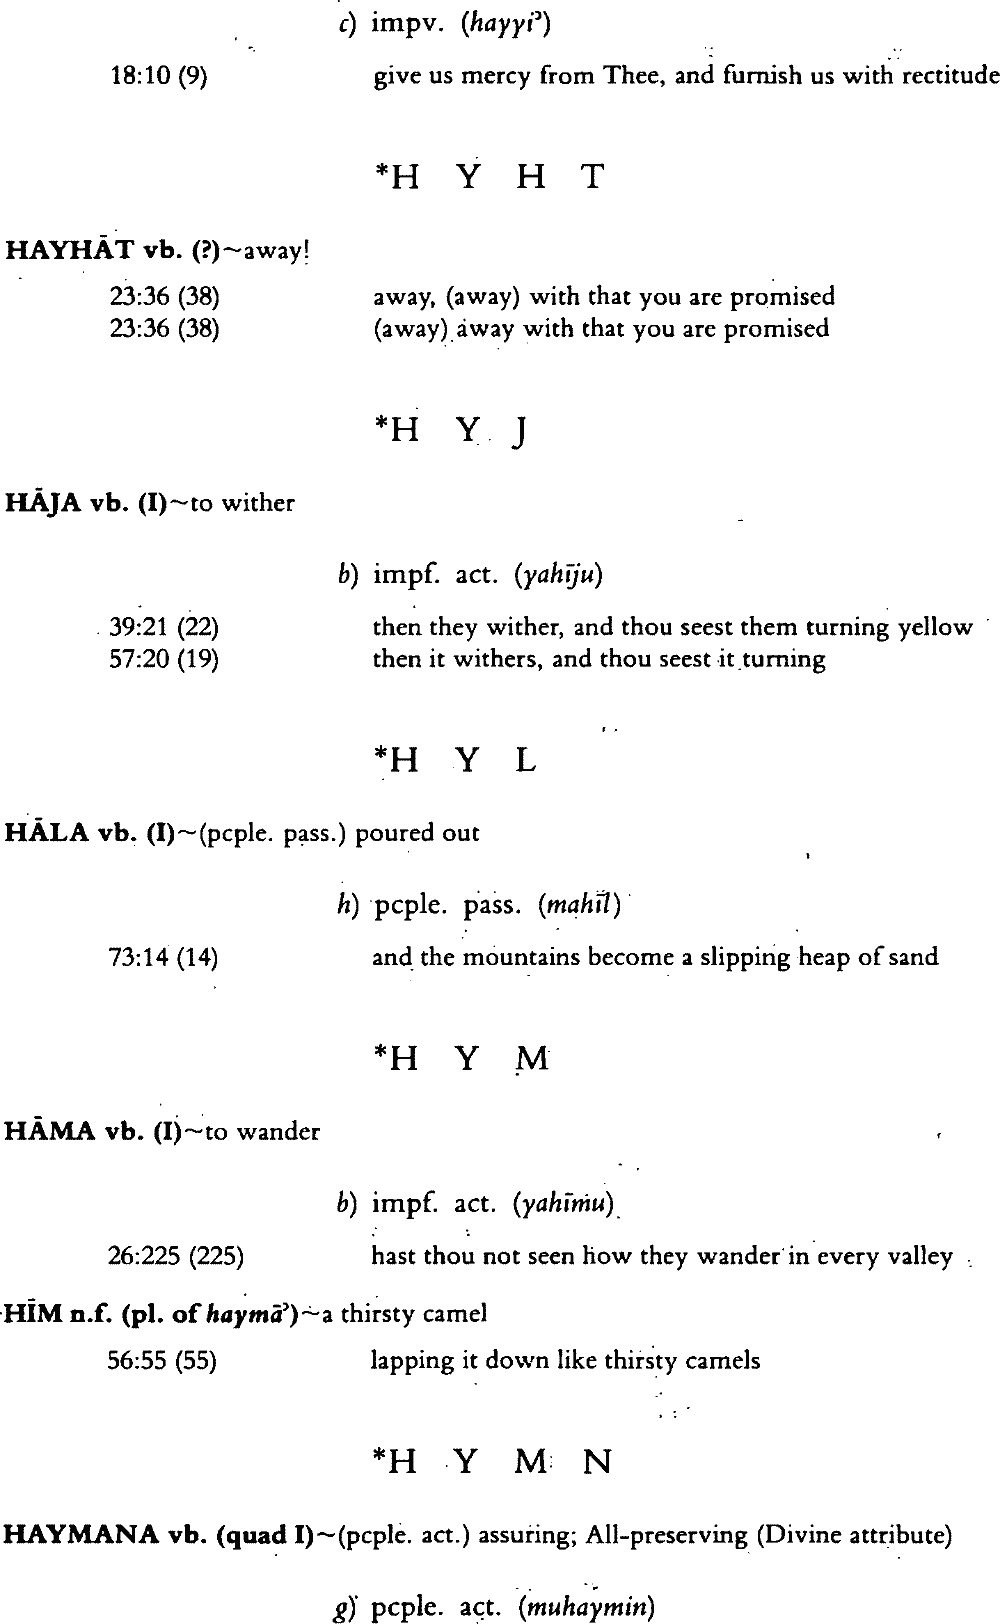 c) impv. (hayyiʾ)
18:10 (9) give us mercy from Thee, and furnish us with rectitude
*H Y H T
HAYHĀT vb. (?)~away!
23:36 (38) away, (away) with that you are promised
23:36 (38) (away) away with that you are promised
*H Y J
HĀJA vb. (I)~to wither
b) impf. act. (yahīju)
39:21 (22) then they wither, and thou seest them turning yellow
57:20 (19) then it withers, and thou seest it turning
*H Y L
HĀLA vb. (I)~(pcple. pass.) poured out
h) pcple. pass. (mahīl)
73:14 (14) and the mountains become a slipping heap of sand
*H Y M
HĀMA vb. (I)~to wander
b) impf. act. (yahīmu)
26:225 (225) hast thou not seen how they wander in every valley
HĪM n.f. (pl. of haymāʾ)~a thirsty camel
56:55 (55) lapping it down like thirsty camels
*H Y M N
HAYMANA vb. (quad I)~(pcple. act.) assuring; All-preserving (Divine attribute)
g) pcple. act. (muhaymin)